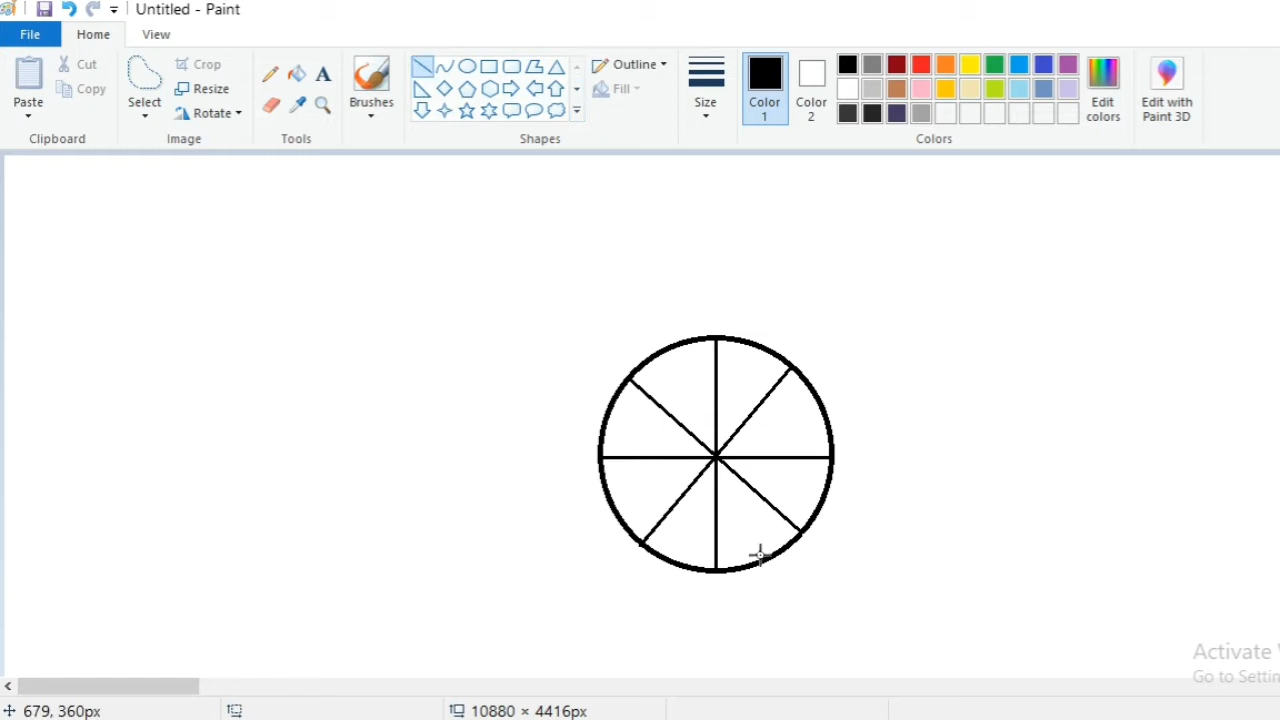 Untitled - Paint
File Home View
Paste Cut Copy
Clipboard
Select Crop Resize Rotate
Image
A
Tools
Brushes
Outline Fill
Shapes
Size
Color 1
Color 2
Edit colors
Colors
Edit with Paint 3D
Activate
Go to Settin
679, 360px
10880 × 4416px